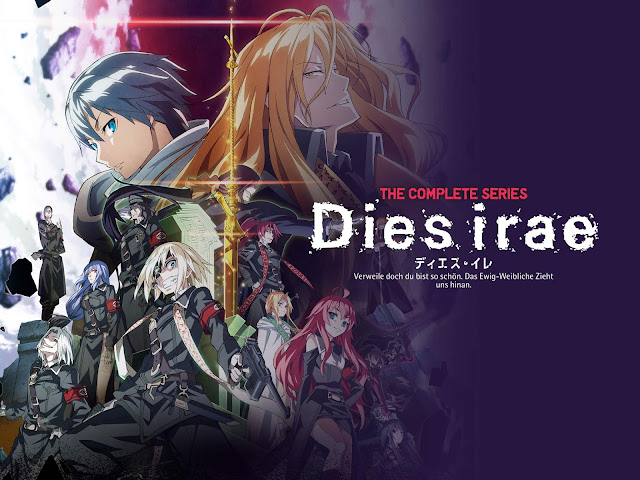 THE COMPLETE SERIES
Dies irae
ディエス・イレ
Verweile doch du bist so schön. Das Ewig-Weibliche Zieht
uns hinan.